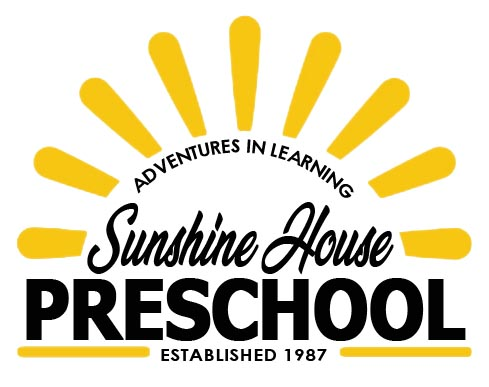 ADVENTURES IN LEARNING
Sunshine House
PRESCHOOL
ESTABLISHED 1987